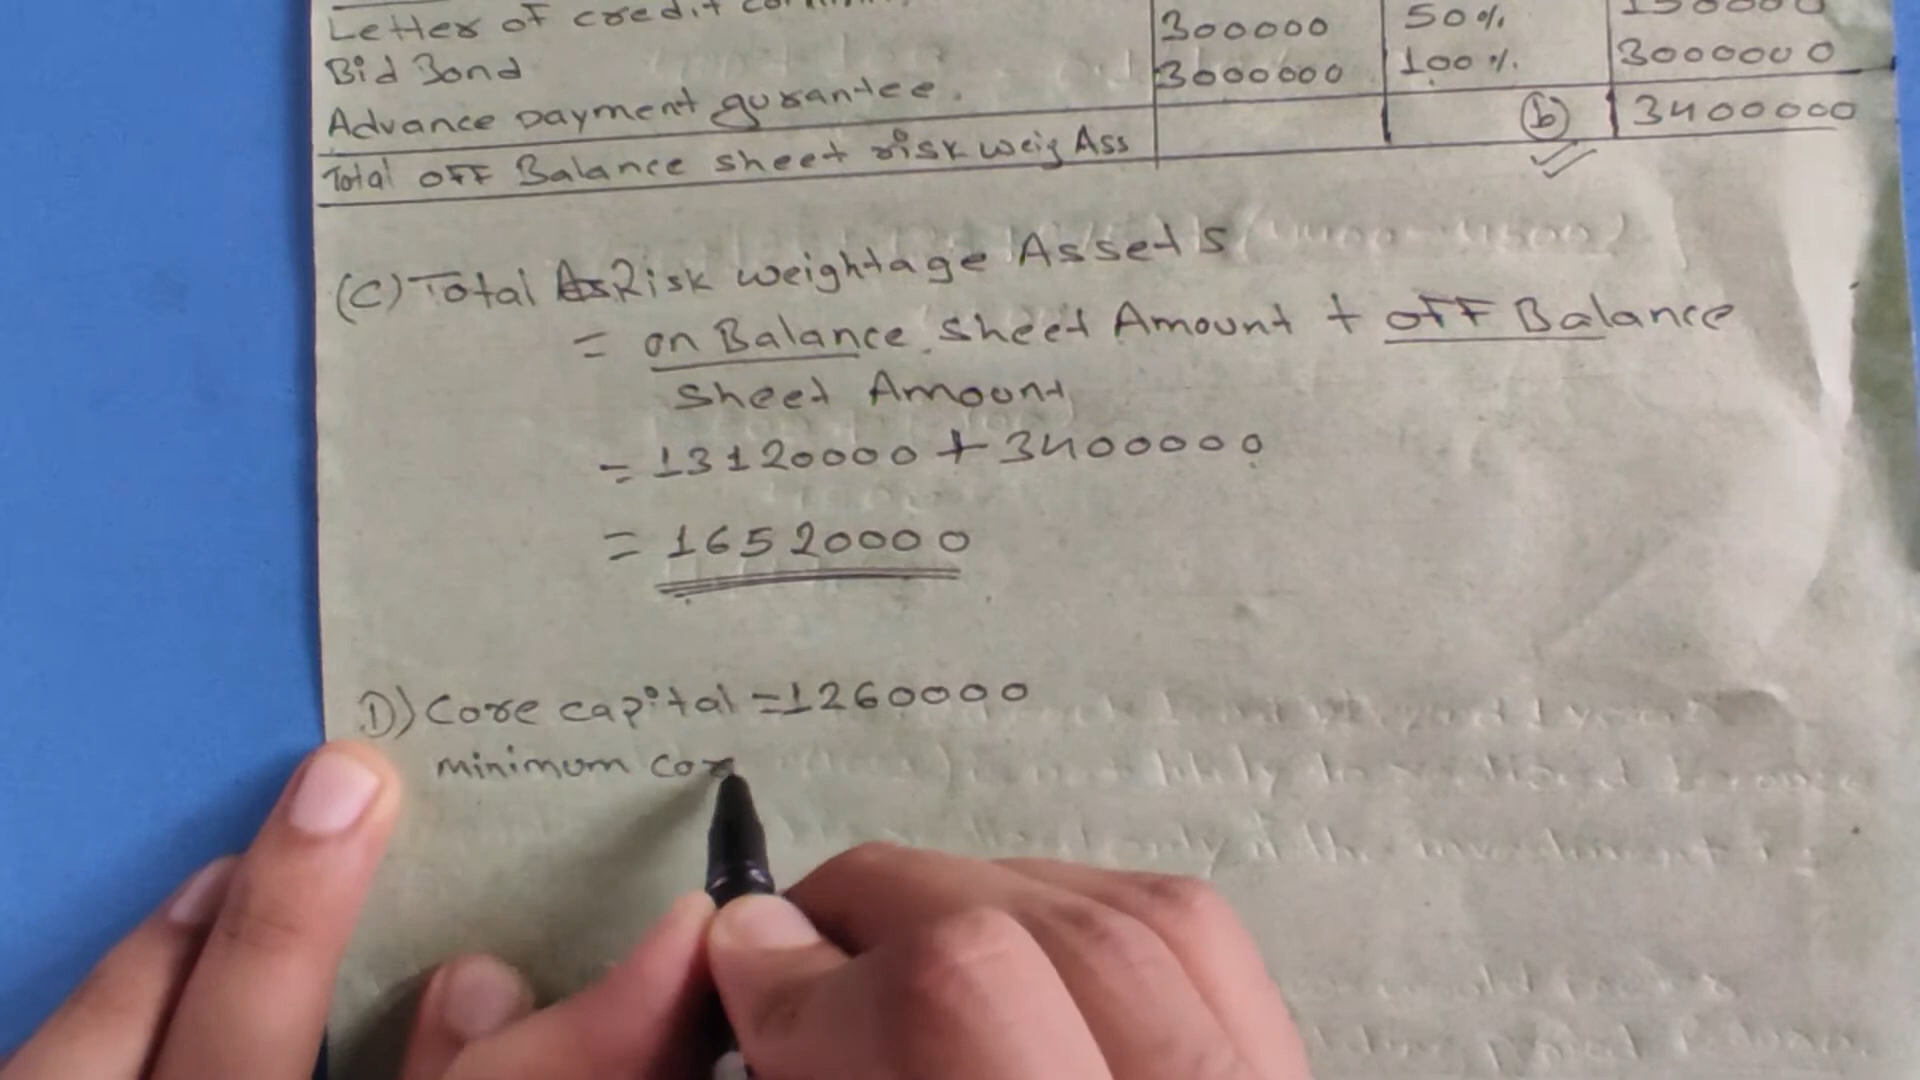 Letter of credit
300000 50% 150000
Bid Bond
3000000 100% 3000000
Advance payment gurantee.
(b) 3400000
Total OFF Balance sheet risk weig Ass
(C) Total Risk weightage Assets
= on Balance sheet Amount + OFF Balance
sheet Amount
= 13120000 + 3400000
= 16520000
D) Core capital = 1260000
minimum cor